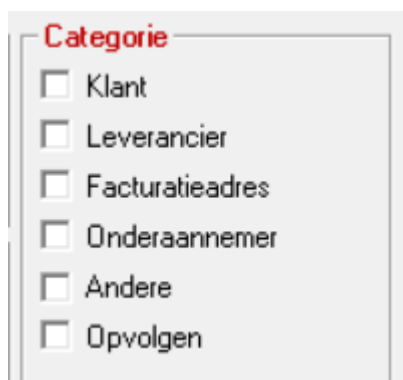 Categorie
Klant
Leverancier
Facturatieadres
Onderaannemer
Andere
Opvolgen